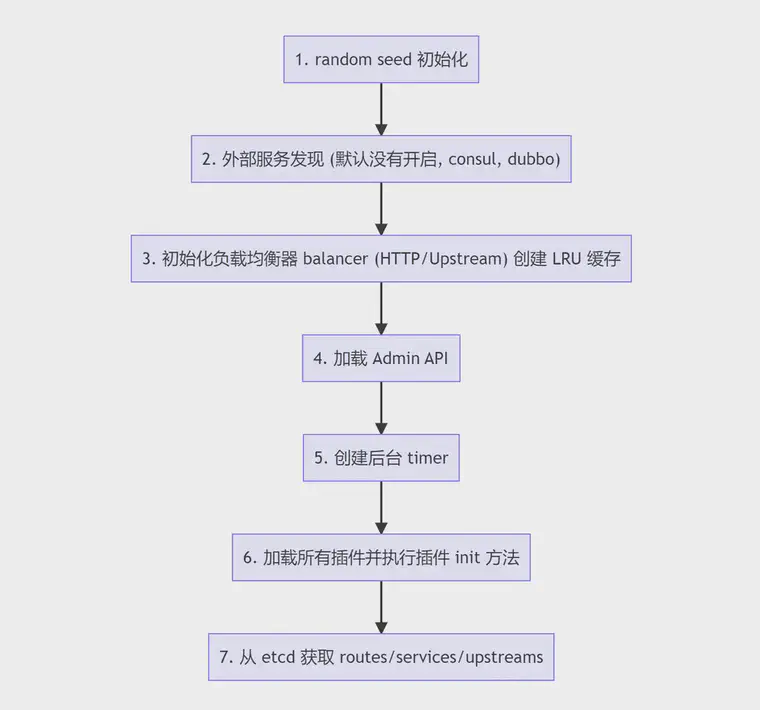 1. random seed 初始化
2. 外部服务发现 (默认没有开启, consul, dubbo)
3. 初始化负载均衡器 balancer (HTTP/Upstream) 创建 LRU 缓存
4. 加载 Admin API
5. 创建后台 timer
6. 加载所有插件并执行插件 init 方法
7. 从 etcd 获取 routes/services/upstreams